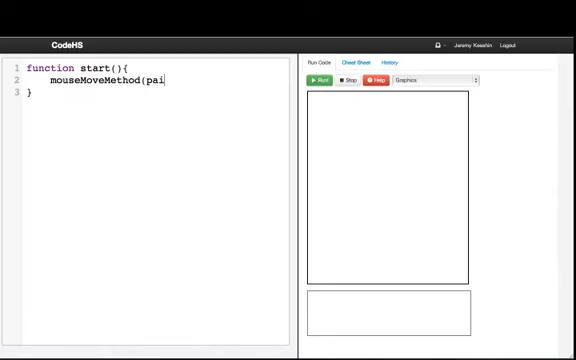 CodeHS
Jeremy Keeshin Logout
Run Code Cheat Sheet History
Run! Stop Help Graphics
1 function start(){
2 mouseMoveMethod(pai
3 }